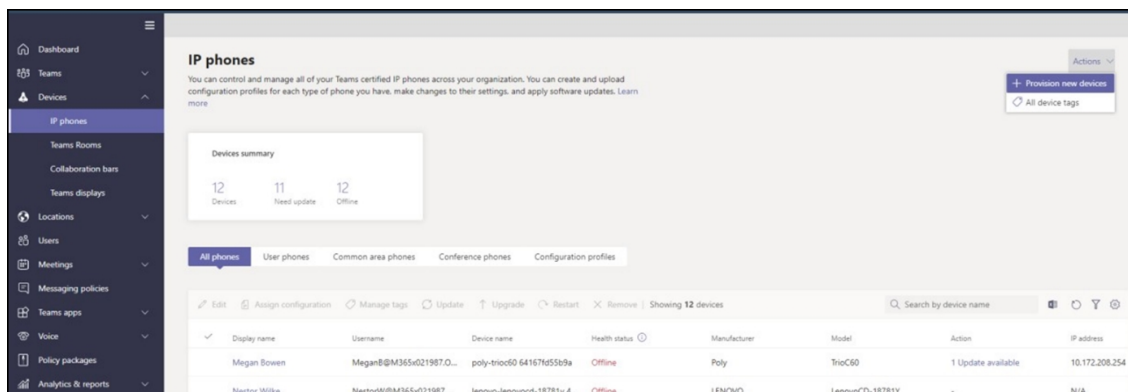 Dashboard
Teams
Devices
IP phones
Teams Rooms
Collaboration bars
Teams displays
Locations
Users
Meetings
Messaging policies
Teams apps
Voice
Policy packages
Analytics & reports
IP phones
You can control and manage all of your Teams certified IP phones across your organization. You can create and upload
configuration profiles for each type of phone you have, make changes to their settings, and apply software updates. Learn
more
Actions
+ Provision new devices
All device tags
Devices summary
12 11 12
Devices Need update Offline
All phones User phones Common area phones Conference phones Configuration profiles
Edit Assign configuration Manage tags Update Upgrade Restart Remove | Showing 12 devices Search by device name
Display name Username Device name Health status Manufacturer Model Action IP address
Megan Bowen MeganB@M365x021987.O... poly-trioc60 64167fd55b9a Offline Poly TrioC60 1 Update available 10.172.208.254
Nestor Wilke NestorW@M365x021987 Offline LENOVO LenovoCD-18781Y - N/A